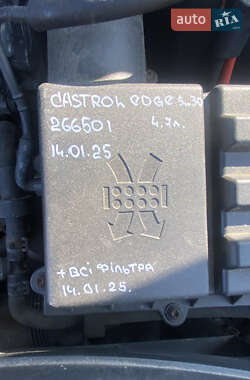 AUTO RIA
CASTROL EDGE 5w30
266501 4.7л.
14.01.25
+ ВСІ ФІЛЬТРА
14.01.25.